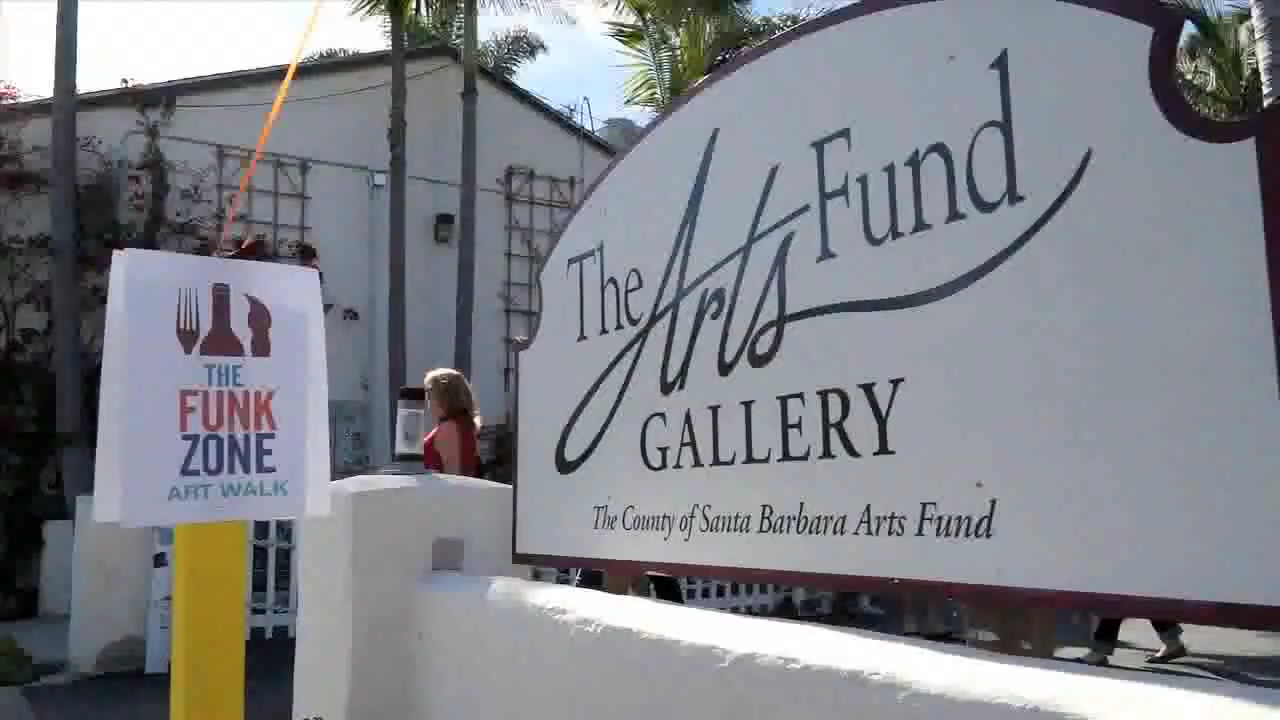 THE
FUNK
ZONE
ART WALK
The Arts Fund
GALLERY
The County of Santa Barbara Arts Fund